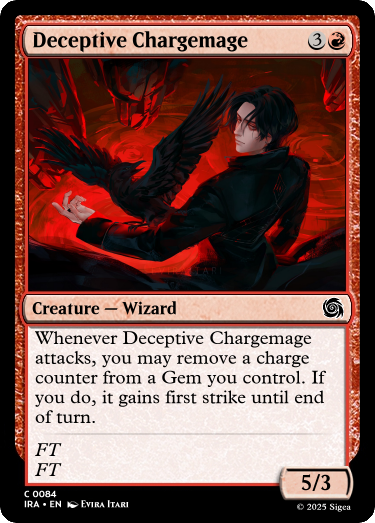 Deceptive Chargemage 3
Creature — Wizard
Whenever Deceptive Chargemage
attacks, you may remove a charge
counter from a Gem you control. If
you do, it gains first strike until end
of turn.
FT
FT
5/3
C 0084
IRA • EN Evira Itari
© 2025 Sigea